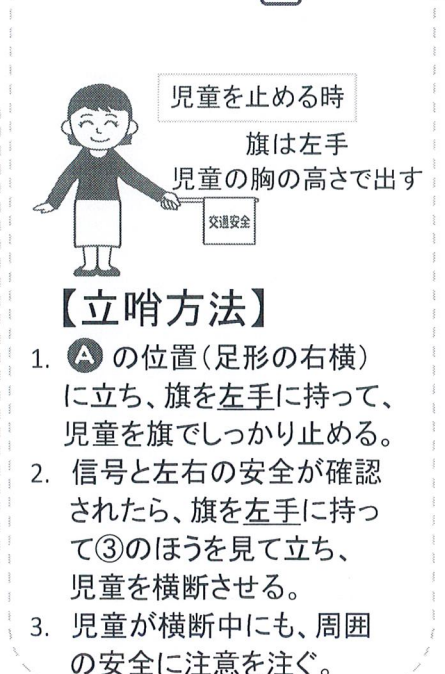 児童を止める時
旗は左手
児童の胸の高さで出す
交通安全
【立哨方法】
1. Ⓐ の位置(足形の右横)
に立ち、旗を左手に持って、
児童を旗でしっかり止める。
2. 信号と左右の安全が確認
されたら、旗を左手に持っ
て③のほうを見て立ち、
児童を横断させる。
3. 児童が横断中にも、周囲
の安全に注意を注ぐ。